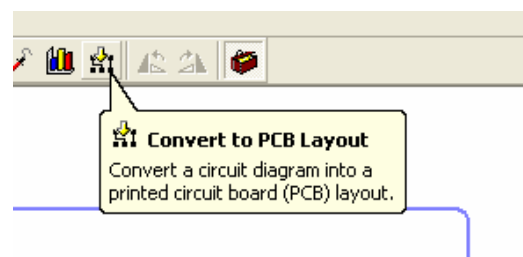 Convert to PCB Layout
Convert a circuit diagram into a
printed circuit board (PCB) layout.